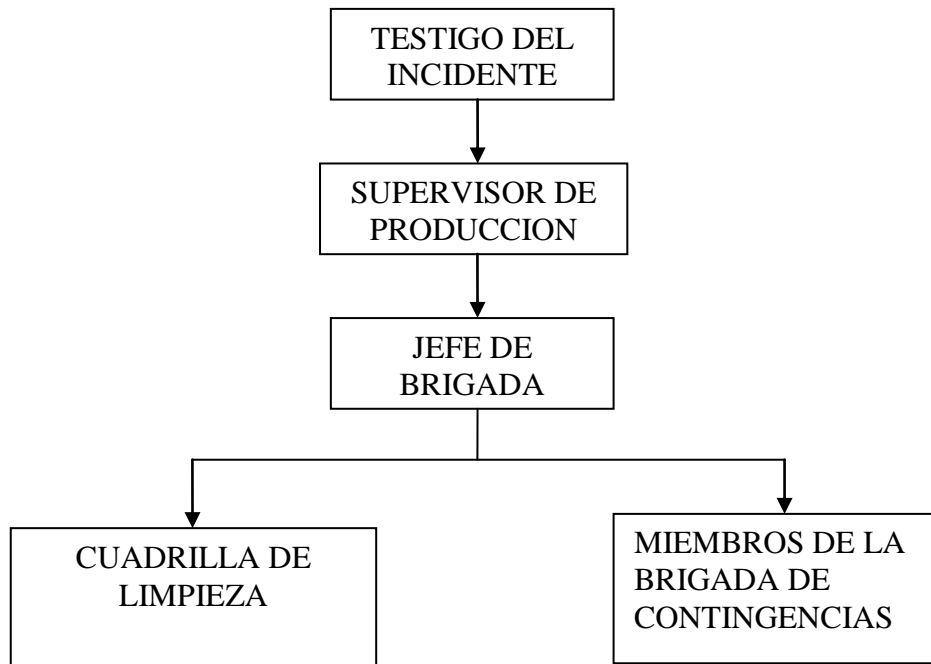 TESTIGO DEL
INCIDENTE
SUPERVISOR DE
PRODUCCION
JEFE DE
BRIGADA
CUADRILLA DE
LIMPIEZA
MIEMBROS DE LA
BRIGADA DE
CONTINGENCIAS